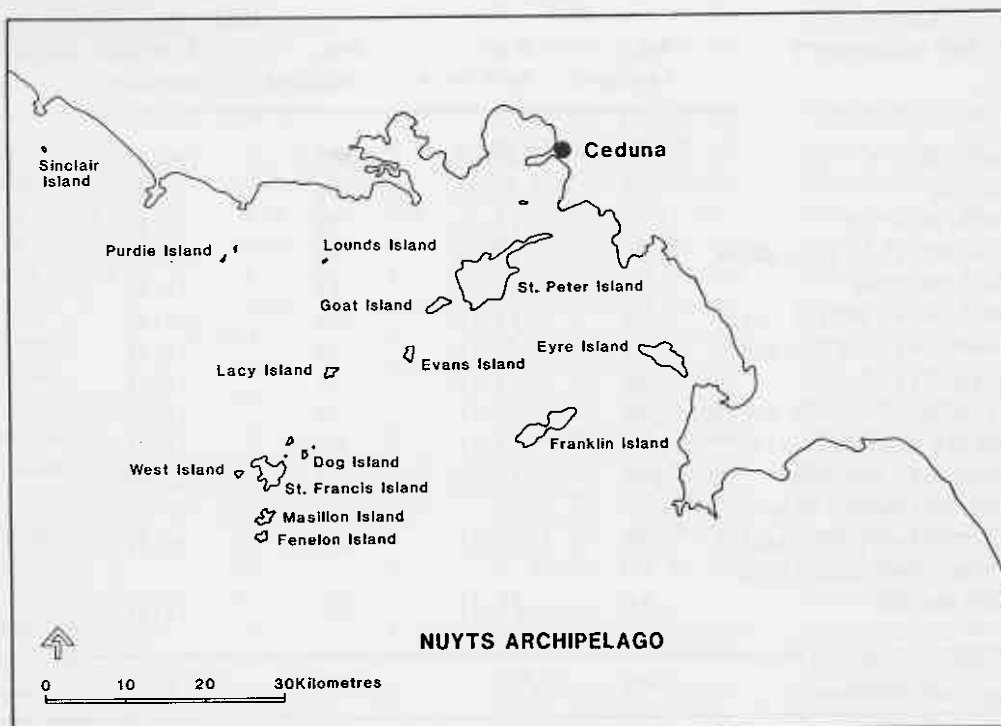 Ceduna
Sinclair
Island
Purdie Island
Lounds Island
St. Peter Island
Goat Island
Eyre Island
Evans Island
Lacy Island
Franklin Island
Dog Island
West Island
St. Francis Island
Masillon Island
Fenelon Island
NUYTS ARCHIPELAGO
0 10 20 30Kilometres